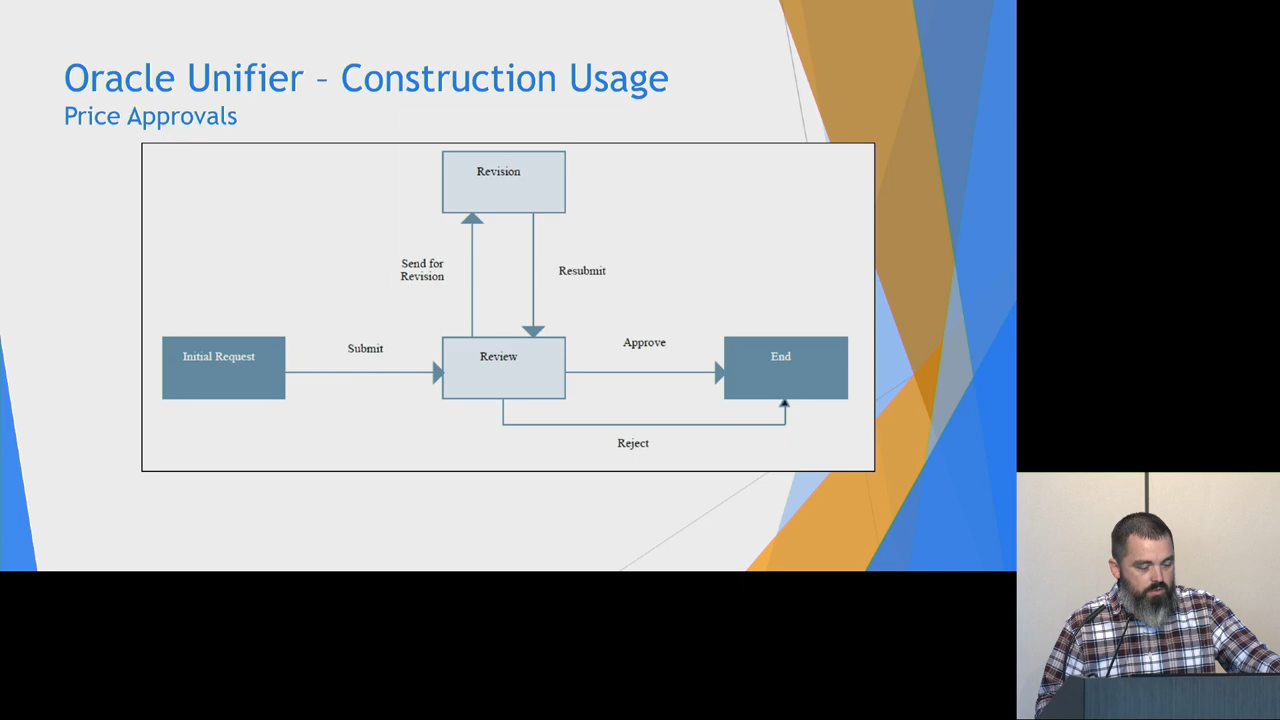 Oracle Unifier – Construction Usage
Price Approvals
Revision
Send for
Revision
Resubmit
Initial Request
Submit
Review
Approve
End
Reject